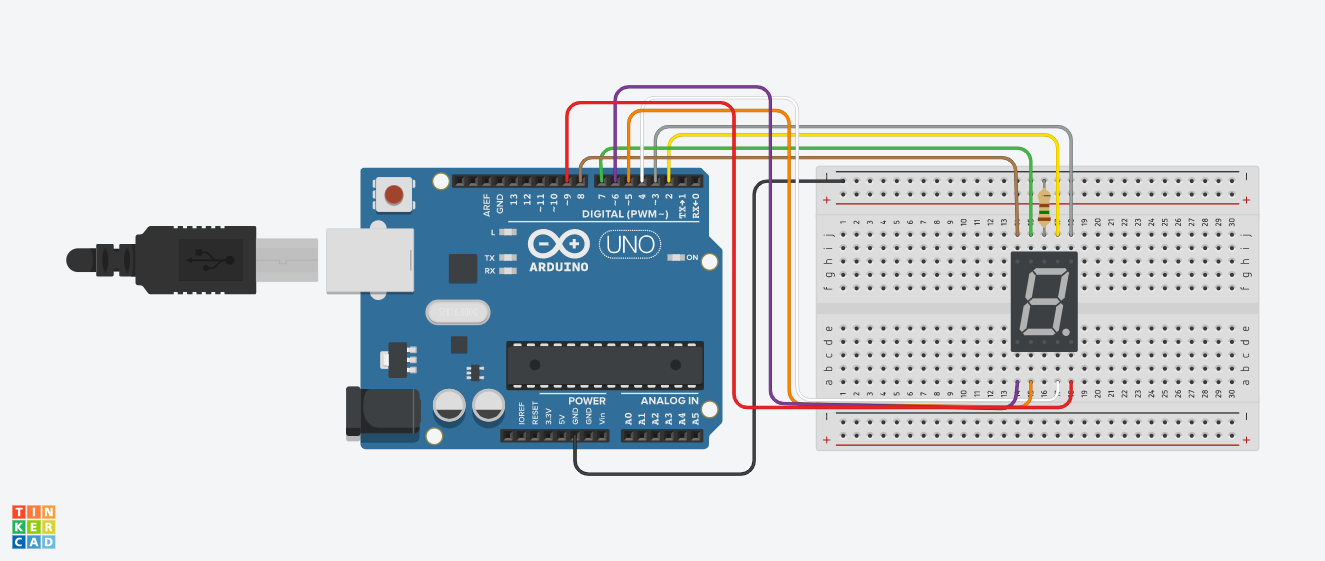 AREF
GND
13
12
~11
~10
~9
8
7
~6
~5
4
~3
2
TX→1
RX←0
DIGITAL (PWM~)
L
TX
RX
ARDUINO
UNO
ON
POWER
ANALOG IN
IOREF
RESET
3.3V
5V
GND
GND
Vin
A0
A1
A2
A3
A4
A5
- -
+ +
1 2 3 4 5 6 7 8 9 10 11 12 13 14 15 16 17 18 19 20 21 22 23 24 25 26 27 28 29 30
j j
i i
h h
g g
f f
e e
d d
c c
b b
a a
1 2 3 4 5 6 7 8 9 10 11 12 13 14 15 16 17 18 19 20 21 22 23 24 25 26 27 28 29 30
- -
+ +
8.
TIN
KER
CAD